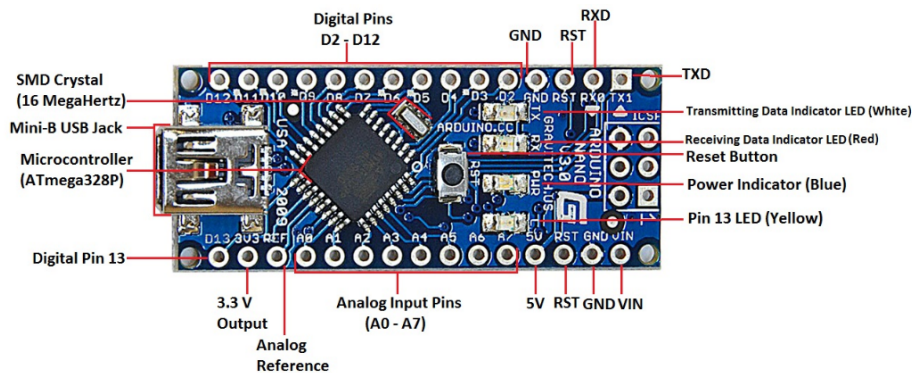 Digital Pins
D2 - D12
GND
RST
RXD
TXD
SMD Crystal
(16 MegaHertz)
Mini-B USB Jack
Microcontroller
(ATmega328P)
Digital Pin 13
3.3 V
Output
Analog
Reference
Analog Input Pins
(A0 - A7)
5V
RST
GND
VIN
Transmitting Data Indicator LED (White)
Receiving Data Indicator LED (Red)
Reset Button
Power Indicator (Blue)
Pin 13 LED (Yellow)
D12 D11 D10 D9 D8 D7 D6 D5 D4 D3 D2 GND RST RX0 TX1
ICSP
ARDUINO.CC
TX
RX
RST
PWR
L
USA
2009
GRAVITECH.US
ARDUINO
NANO
V3.0
1
D13 3V3 REF A0 A1 A2 A3 A4 A5 A6 A7 5V RST GND VIN